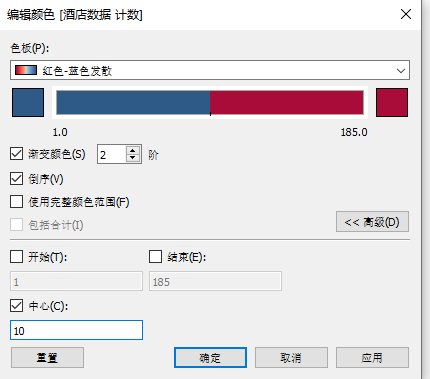 编辑颜色 [酒店数据 计数]
色板(P):
红色-蓝色发散
1.0 185.0
渐变颜色(S) 2 阶
倒序(V)
使用完整颜色范围(F)
包括合计(I)
<< 高级(D)
开始(T): 结束(E):
1 185
中心(C):
10
重置 确定 取消 应用